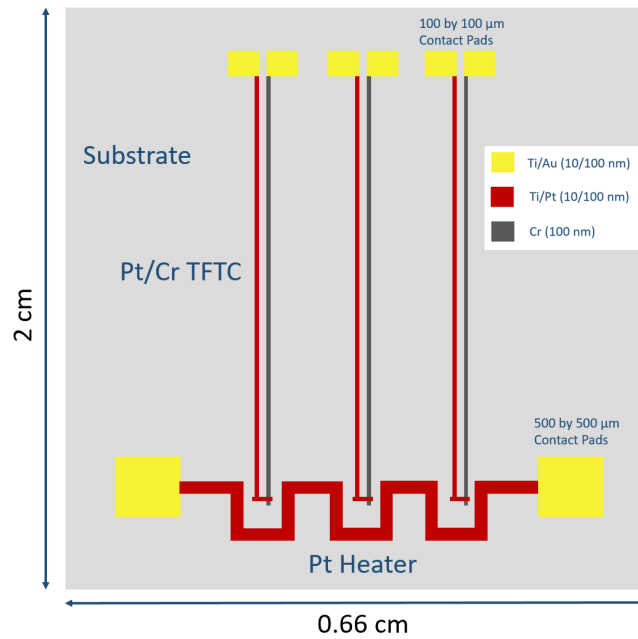 100 by 100 µm
Contact Pads
Substrate
Ti/Au (10/100 nm)
Ti/Pt (10/100 nm)
Cr (100 nm)
Pt/Cr TFTC
2 cm
500 by 500 µm
Contact Pads
Pt Heater
0.66 cm